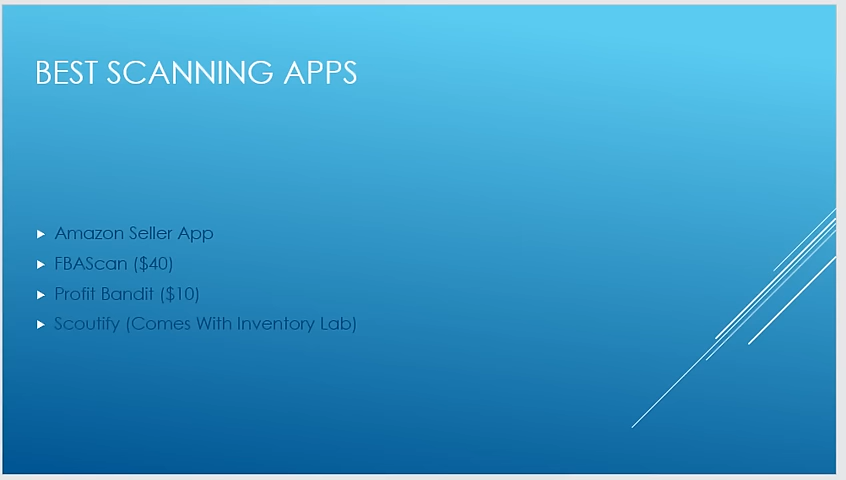 BEST SCANNING APPS
Amazon Seller App
FBAScan ($40)
Profit Bandit ($10)
Scoutify (Comes With Inventory Lab)